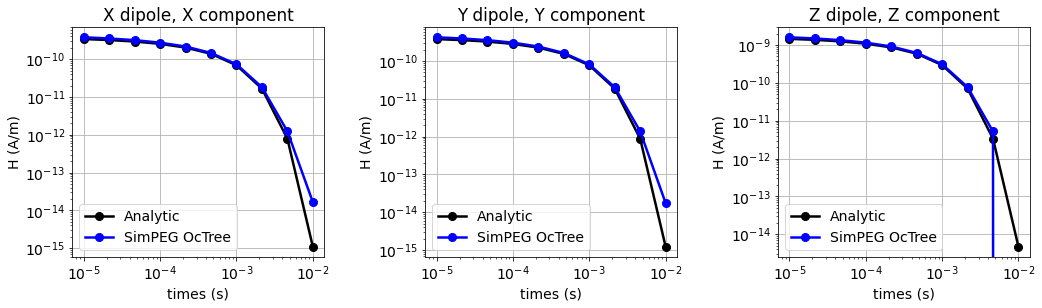 X dipole, X component
H (A/m)
10⁻¹⁰
10⁻¹¹
10⁻¹²
10⁻¹³
10⁻¹⁴
10⁻¹⁵
Analytic
SimPEG OcTree
10⁻⁵ 10⁻⁴ 10⁻³ 10⁻²
times (s)
Y dipole, Y component
H (A/m)
10⁻¹⁰
10⁻¹¹
10⁻¹²
10⁻¹³
10⁻¹⁴
10⁻¹⁵
Analytic
SimPEG OcTree
10⁻⁵ 10⁻⁴ 10⁻³ 10⁻²
times (s)
Z dipole, Z component
H (A/m)
10⁻⁹
10⁻¹⁰
10⁻¹¹
10⁻¹²
10⁻¹³
10⁻¹⁴
Analytic
SimPEG OcTree
10⁻⁵ 10⁻⁴ 10⁻³ 10⁻²
times (s)